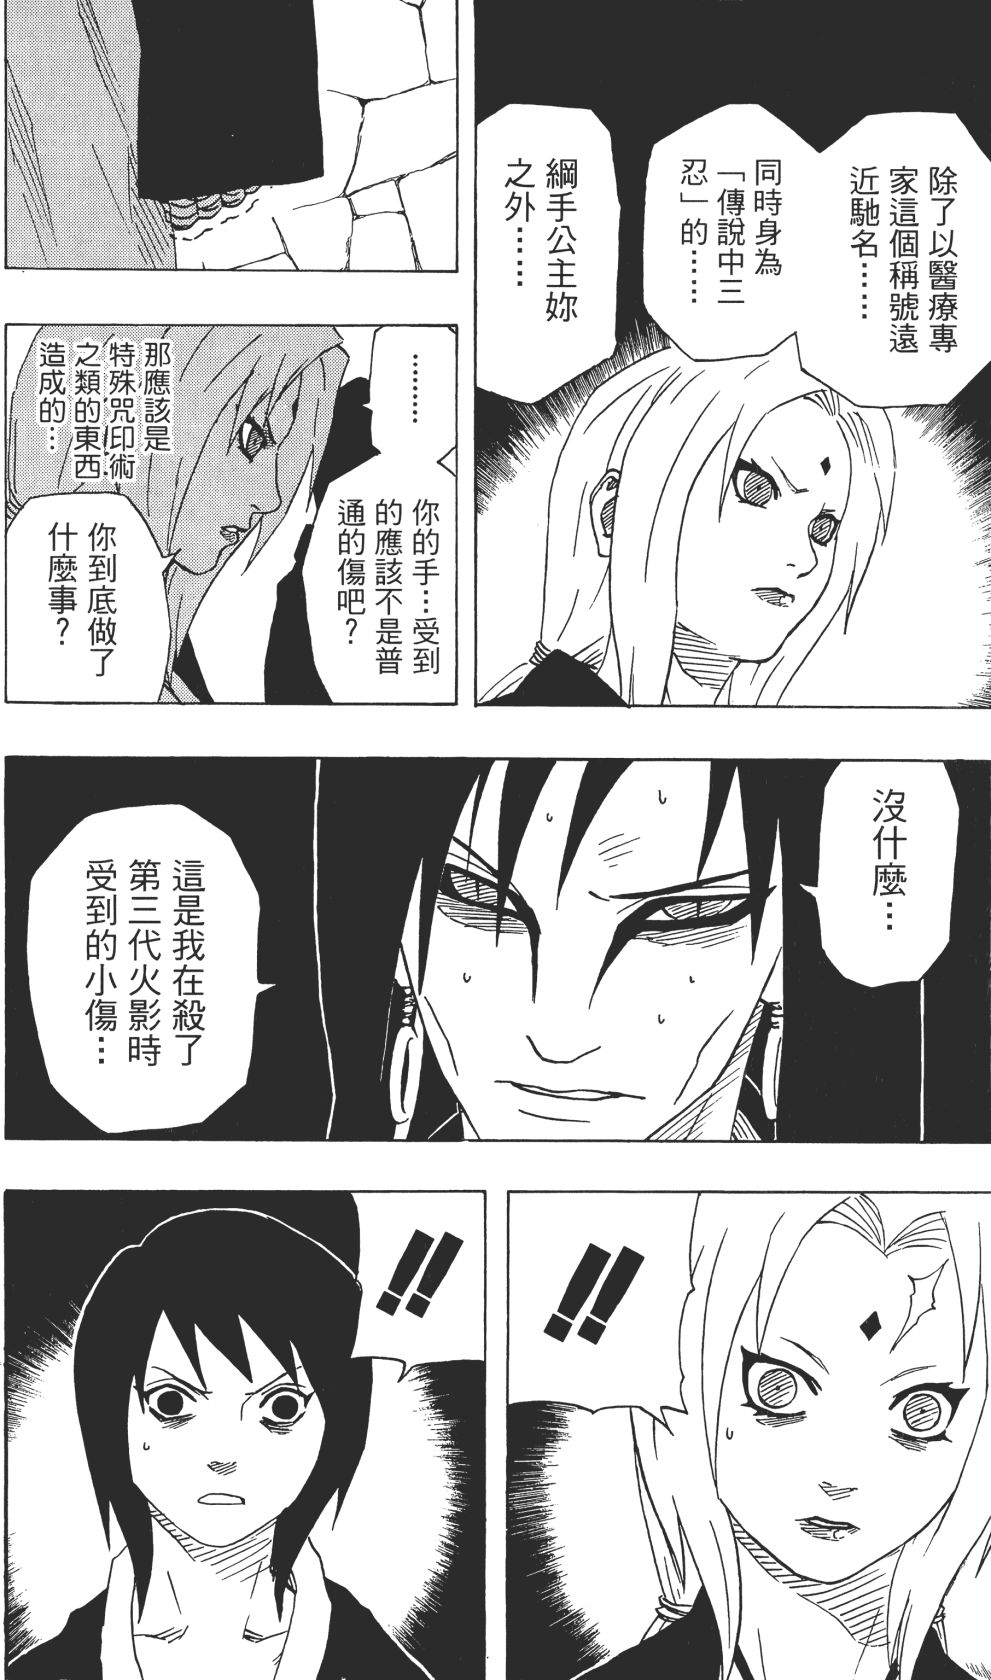 除了以醫療專
家這個稱號遠
近馳名……
同時身為
「傳說中三
忍」的……
綱手公主妳
之外……
………
你的手…受到
的應該不是普
通的傷吧？
那應該是
特殊咒印術
之類的東西
造成的…
你到底做了
什麼事？
沒什麼…
這是我在殺了
第三代火影時
受到的小傷…
!!
!!